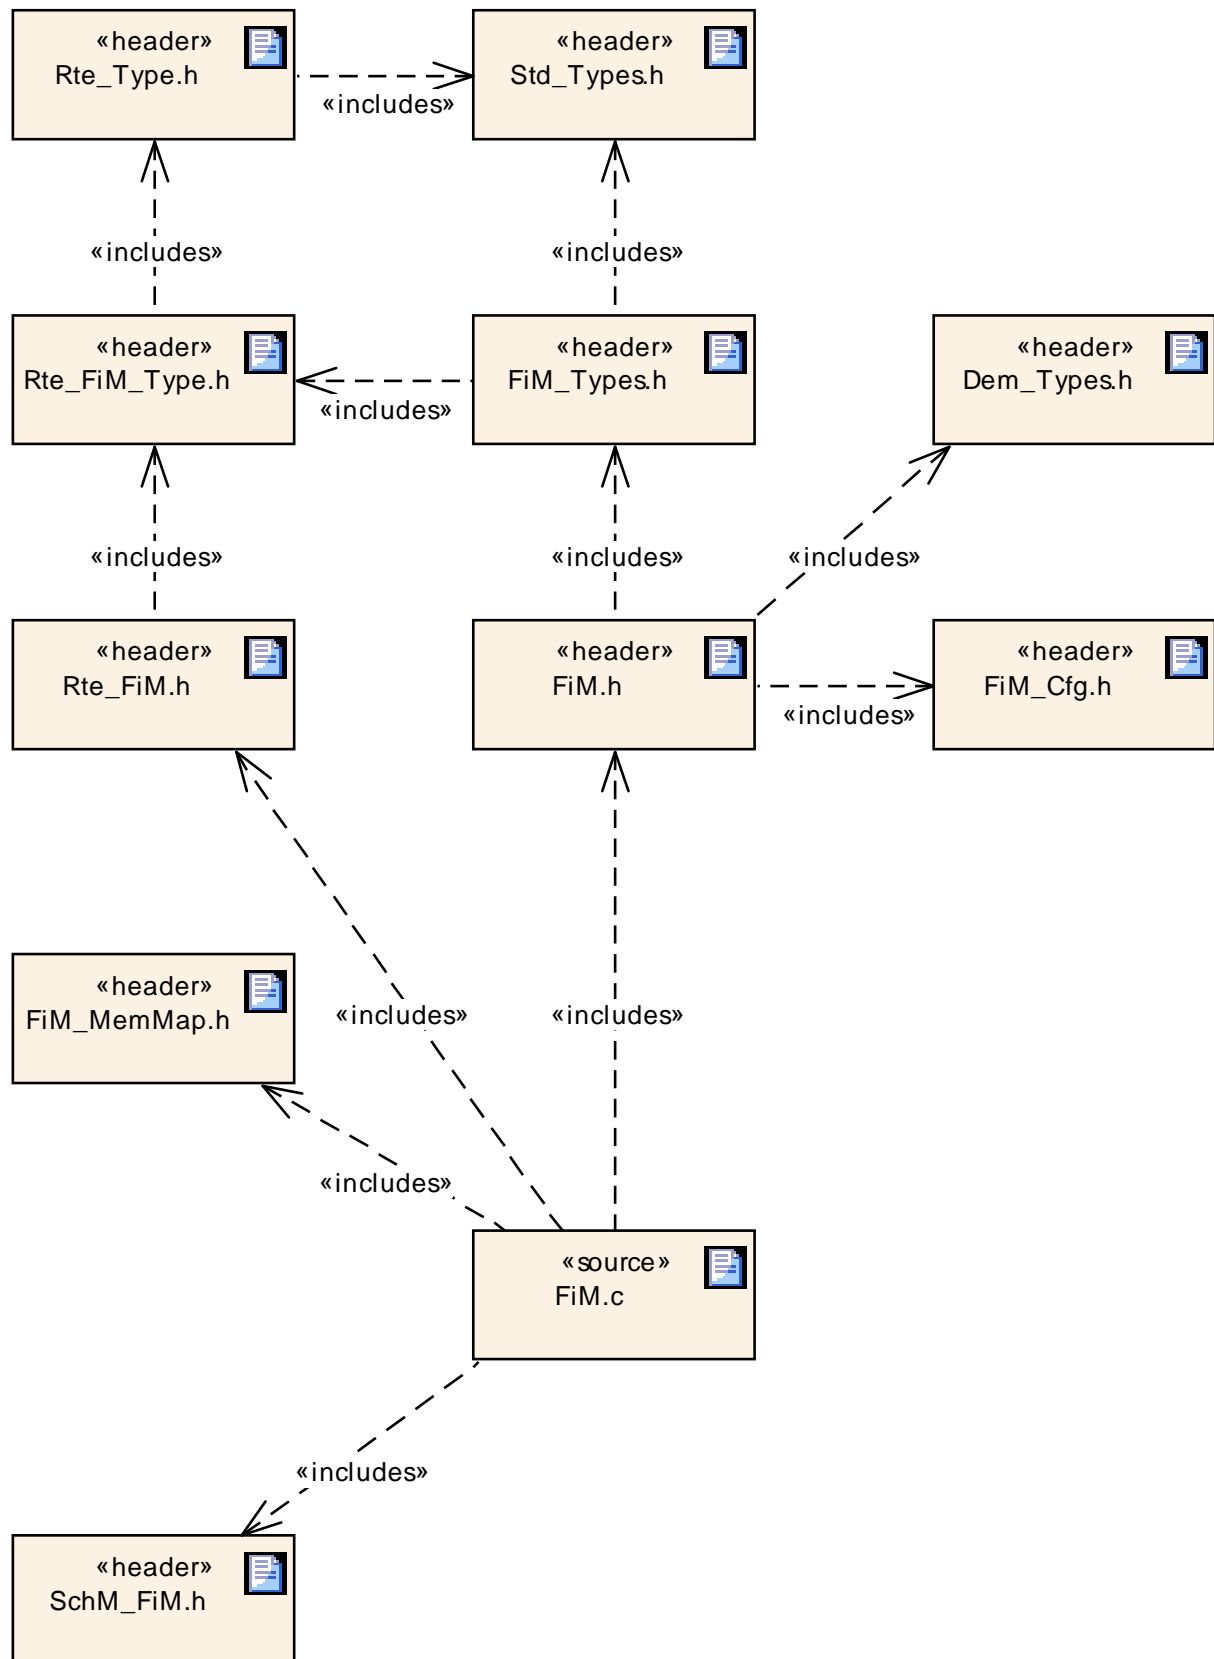 «header»
Rte_Type.h
«header»
Std_Types.h
«includes»
«includes»
«includes»
«header»
Rte_FiM_Type.h
«header»
FiM_Types.h
«header»
Dem_Types.h
«includes»
«includes»
«includes»
«includes»
«header»
Rte_FiM.h
«header»
FiM.h
«header»
FiM_Cfg.h
«includes»
«header»
FiM_MemMap.h
«includes»
«includes»
«includes»
«source»
FiM.c
«includes»
«header»
SchM_FiM.h